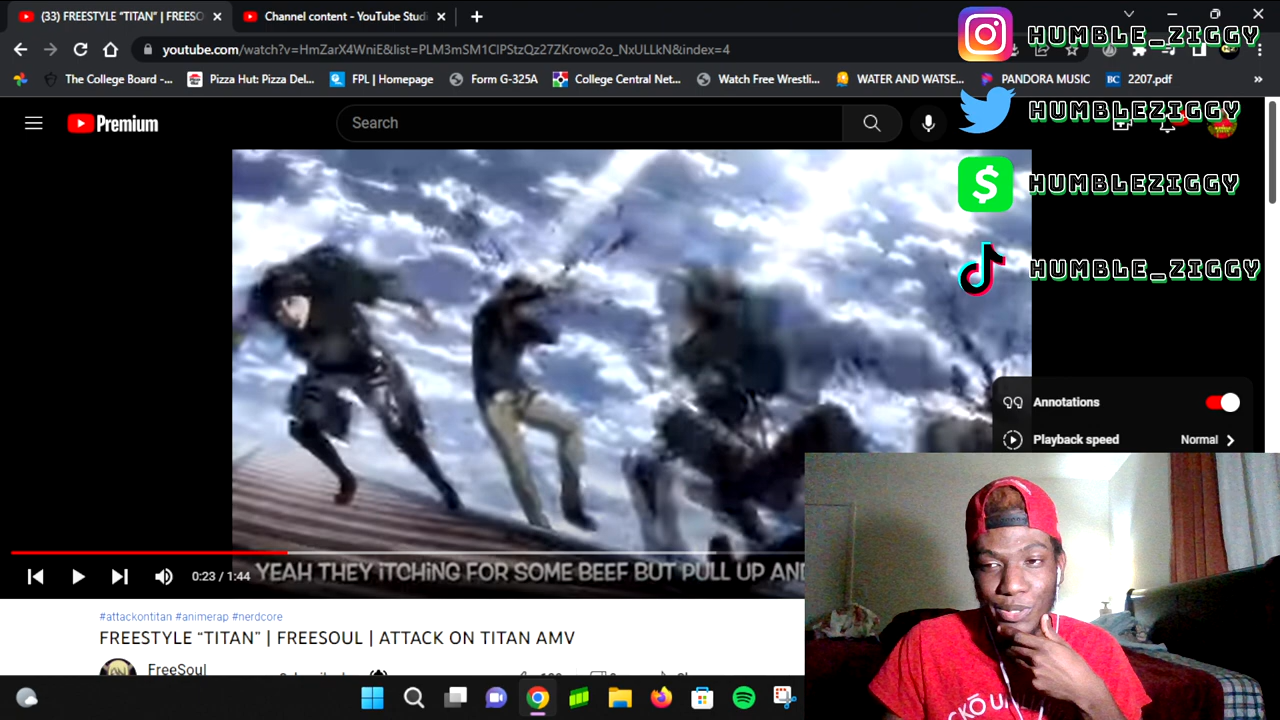 (33) FREESTYLE “TITAN” | FREESO
Channel content - YouTube Studi
youtube.com/watch?v=HmZarX4WniE&list=PLM3mSM1ClPStzQz27ZKrowo2o_NxULLkN&index=4
The College Board -...
Pizza Hut: Pizza Del...
FPL | Homepage
Form G-325A
College Central Net...
Watch Free Wrestli...
WATER AND WATSE...
PANDORA MUSIC
BC
2207.pdf
Premium
Search
HUMBLE_ZIGGY
HUMBLEZIGGY
HUMBLEZIGGY
HUMBLE_ZIGGY
Annotations
Playback speed
Normal
YEAH THEY ITCHING FOR SOME BEEF BUT PULL UP AND
0:23 / 1:44
#attackontitan #animerap #nerdcore
FREESTYLE “TITAN” | FREESOUL | ATTACK ON TITAN AMV
FreeSoul